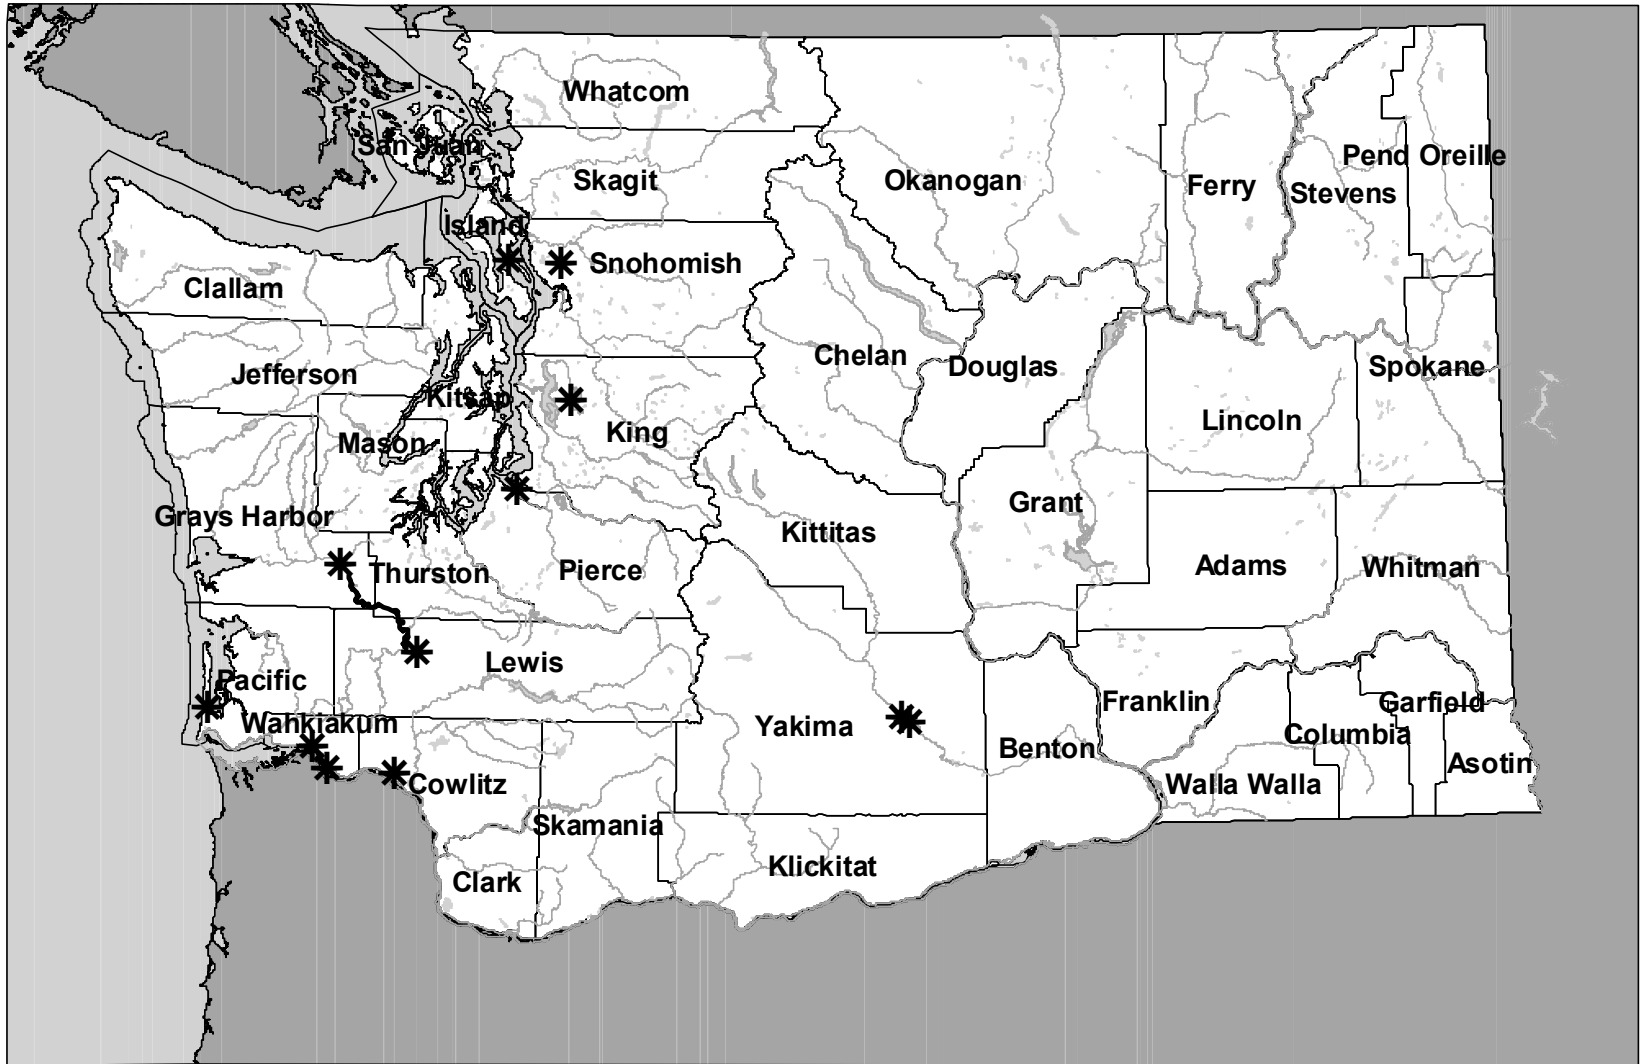 Whatcom
San Juan
Skagit
Okanogan
Ferry
Stevens
Pend Oreille
Island
Snohomish
Clallam
Jefferson
Chelan
Douglas
Spokane
Kitsap
King
Lincoln
Mason
Grant
Grays Harbor
Kittitas
Thurston
Pierce
Adams
Whitman
Lewis
Pacific
Franklin
Garfield
Wahkiakum
Yakima
Columbia
Benton
Asotin
Cowlitz
Walla Walla
Skamania
Klickitat
Clark